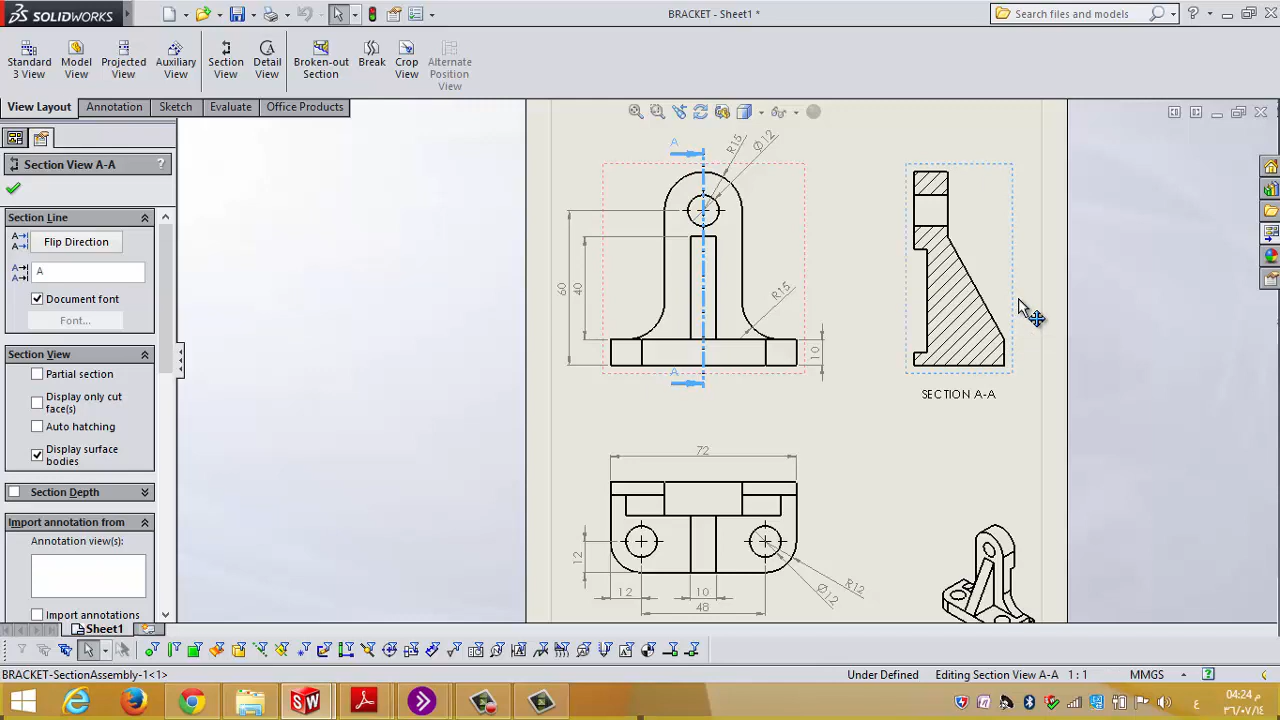 SOLIDWORKS
BRACKET - Sheet1 *
Search files and models
Standard 3 View
Model View
Projected View
Auxiliary View
Section View
Detail View
Broken-out Section
Break
Crop View
Alternate Position View
View Layout
Annotation
Sketch
Evaluate
Office Products
Section View A-A
?
Section Line
Flip Direction
A
Document font
Font...
Section View
Partial section
Display only cut face(s)
Auto hatching
Display surface bodies
Section Depth
Import annotation from
Annotation view(s):
Import annotations
A
R15
Ø12
60
40
R15
10
A
SECTION A-A
72
12
12
10
48
Ø12
R12
Sheet1
BRACKET-SectionAssembly-1<1>
Under Defined
Editing Section View A-A
1 : 1
MMGS
?
ع
04:24 م